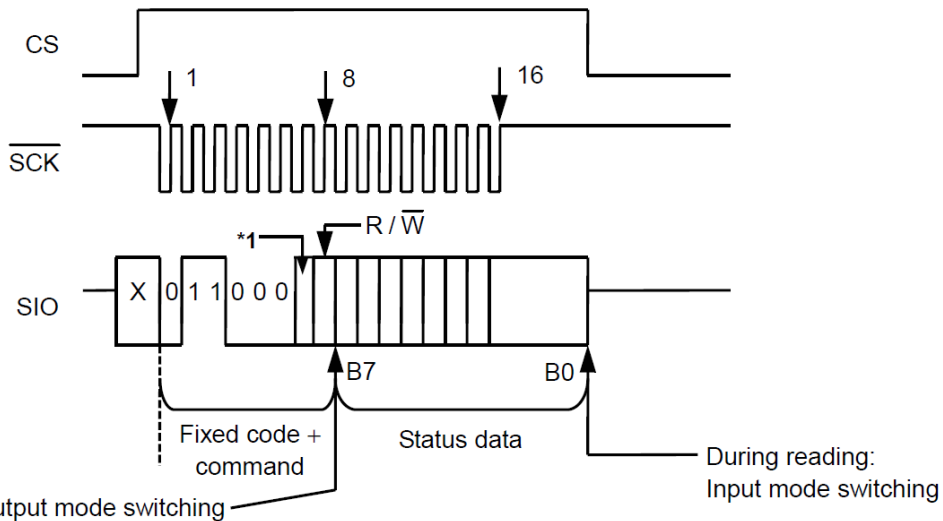 CS
1
8
16
SCK
*1
R / W
SIO
X
0
1 1
0 0 0
B7
B0
Fixed code +
command
Status data
During reading:
Input mode switching
utput mode switching